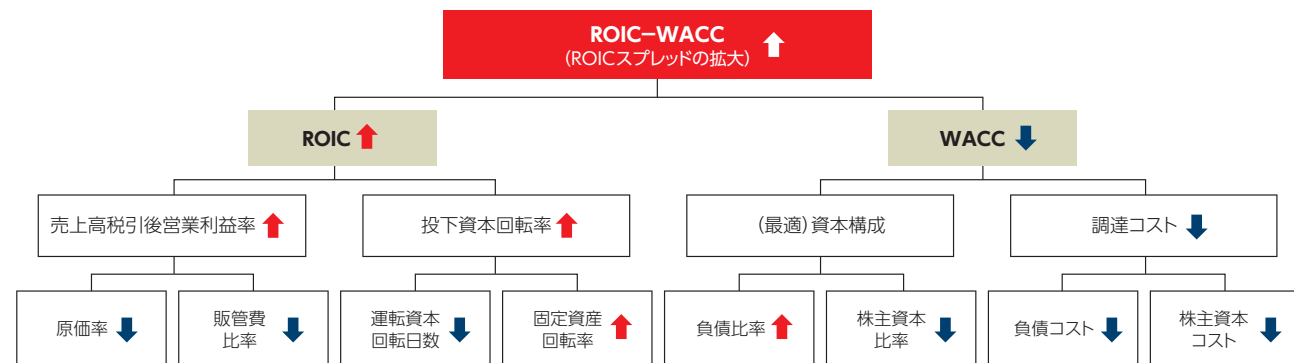 ROIC−WACC
(ROICスプレッドの拡大)
ROIC
WACC
売上高税引後営業利益率
投下資本回転率
(最適)資本構成
調達コスト
原価率
販管費
比率
運転資本
回転日数
固定資産
回転率
負債比率
株主資本
比率
負債コスト
株主資本
コスト